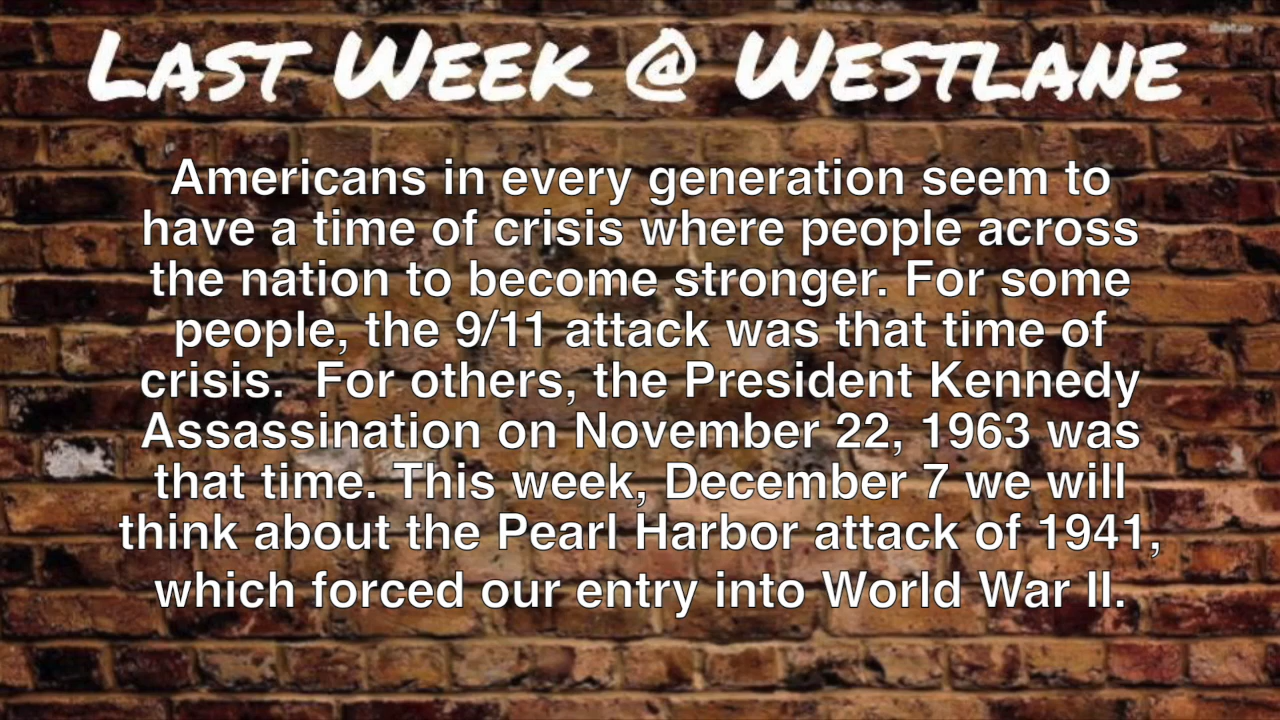 LAST WEEK @ WESTLANE
Americans in every generation seem to
have a time of crisis where people across
the nation to become stronger. For some
people, the 9/11 attack was that time of
crisis.  For others, the President Kennedy
Assassination on November 22, 1963 was
that time. This week, December 7 we will
think about the Pearl Harbor attack of 1941,
which forced our entry into World War II.